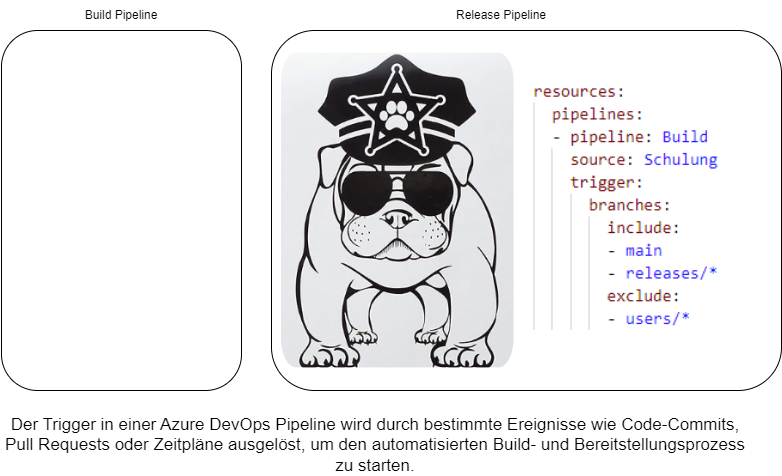 Build Pipeline
Release Pipeline
resources:
pipelines:
- pipeline: Build
source: Schulung
trigger:
branches:
include:
- main
- releases/*
exclude:
- users/*
Der Trigger in einer Azure DevOps Pipeline wird durch bestimmte Ereignisse wie Code-Commits,
Pull Requests oder Zeitpläne ausgelöst, um den automatisierten Build- und Bereitstellungsprozess
zu starten.